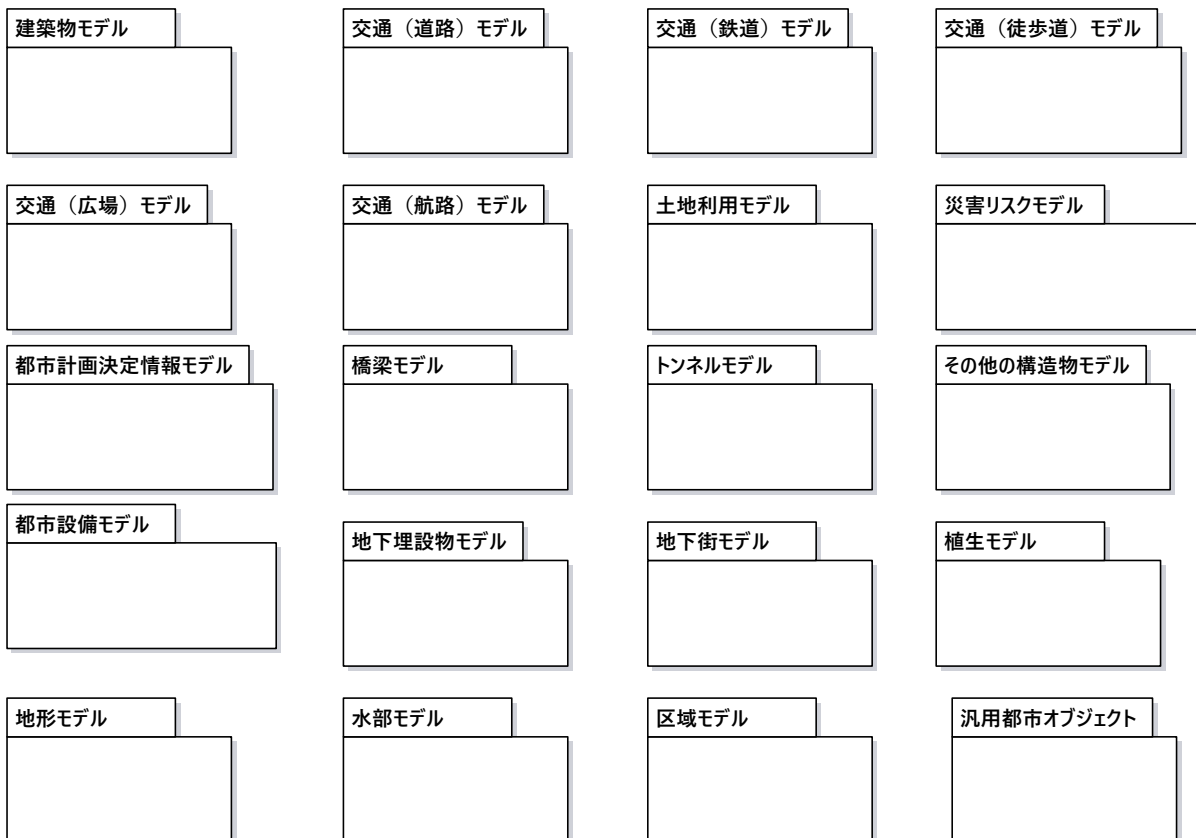 建築物モデル
交通（道路）モデル
交通（鉄道）モデル
交通（徒歩道）モデル
交通（広場）モデル
交通（航路）モデル
土地利用モデル
災害リスクモデル
都市計画決定情報モデル
橋梁モデル
トンネルモデル
その他の構造物モデル
都市設備モデル
地下埋設物モデル
地下街モデル
植生モデル
地形モデル
水部モデル
区域モデル
汎用都市オブジェクト